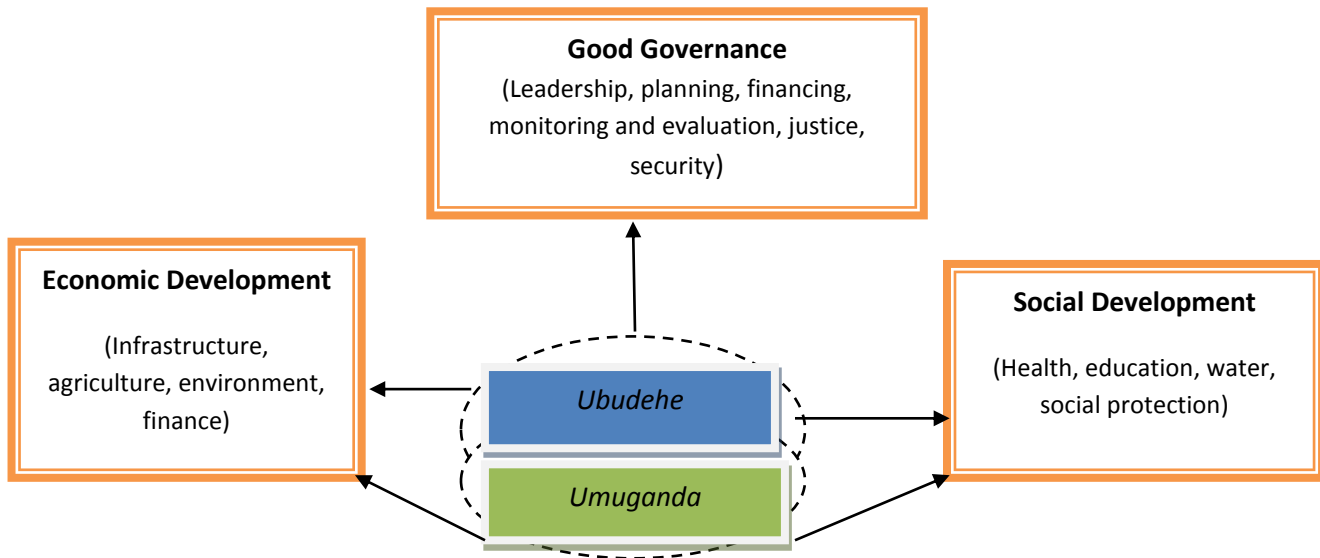 Good Governance
(Leadership, planning, financing,
monitoring and evaluation, justice,
security)
Economic Development
(Infrastructure,
agriculture, environment,
finance)
Social Development
(Health, education, water,
social protection)
Ubudehe
Umuganda